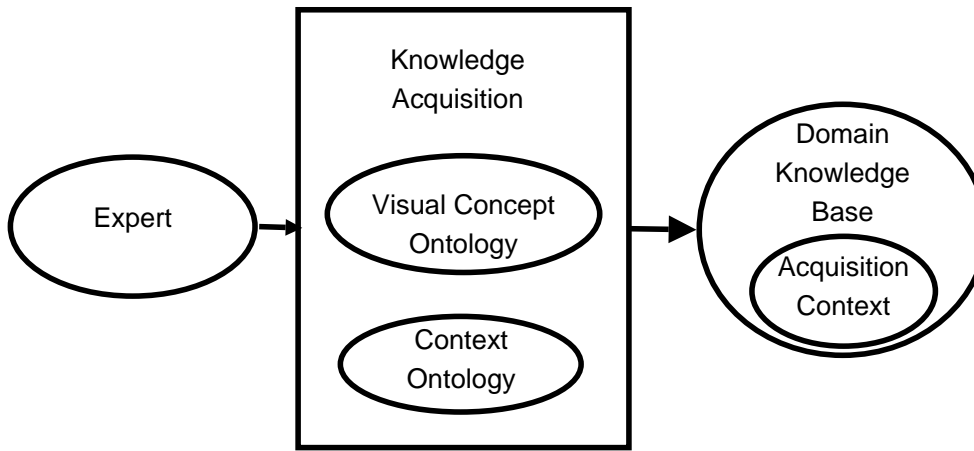 Expert
Knowledge
Acquisition
Visual Concept
Ontology
Context
Ontology
Domain
Knowledge
Base
Acquisition
Context